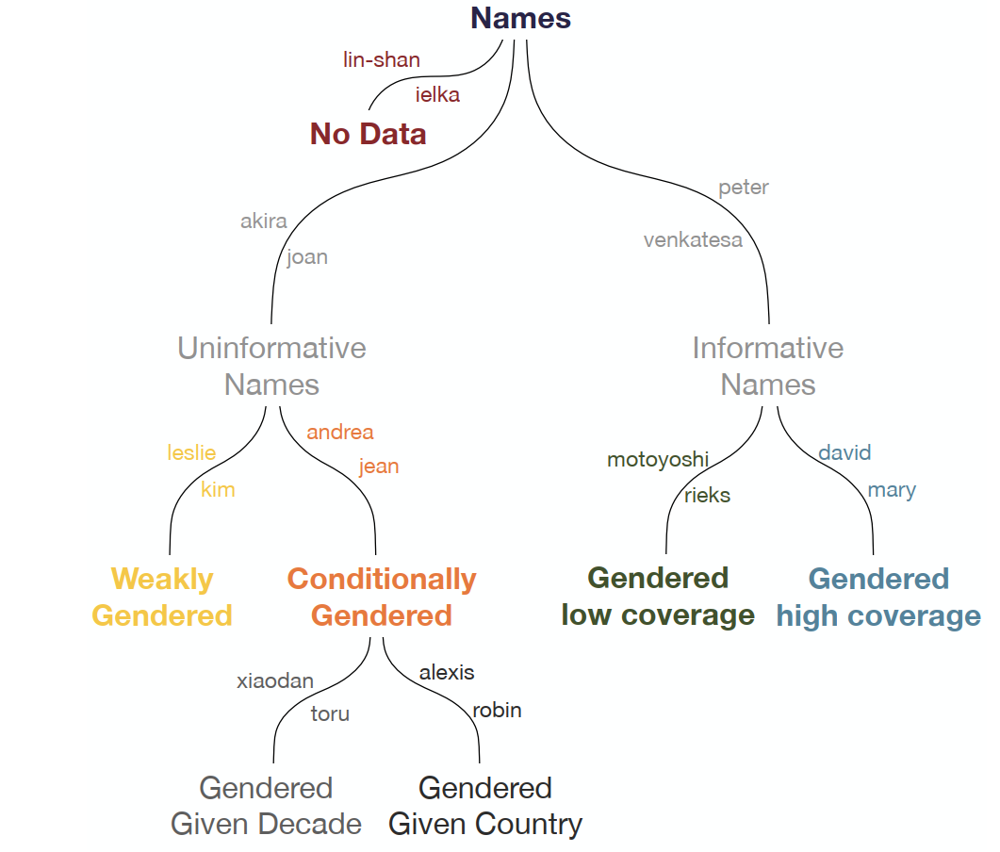 Names
lin-shan
ielka
No Data
peter
akira
venkatesa
joan
Uninformative
Names
Informative
Names
leslie
andrea
jean
kim
motoyoshi
david
rieks
mary
Weakly
Gendered
Conditionally
Gendered
Gendered
low coverage
Gendered
high coverage
xiaodan
alexis
toru
robin
Gendered
Given Decade
Gendered
Given Country